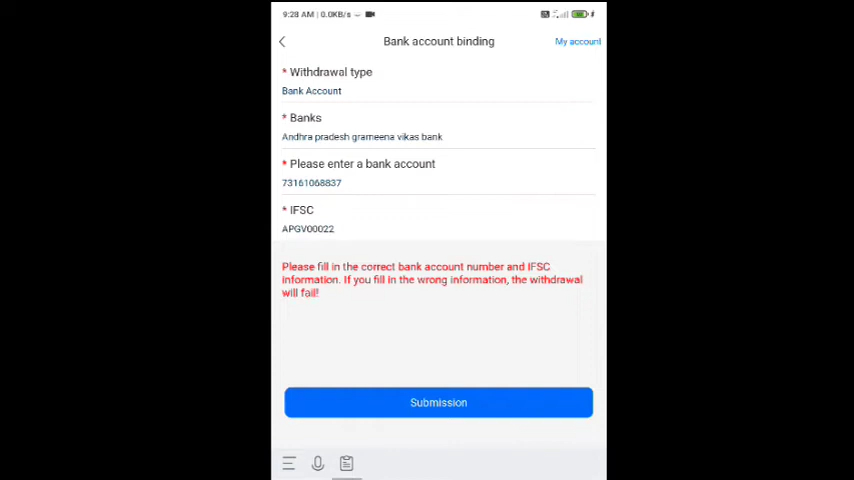 9:28 AM | 0.0KB/s
Bank account binding
My account
* Withdrawal type
Bank Account
* Banks
Andhra pradesh grameena vikas bank
* Please enter a bank account
73161068837
* IFSC
APGV00022
Please fill in the correct bank account number and IFSC
information. If you fill in the wrong information, the withdrawal
will fail!
Submission